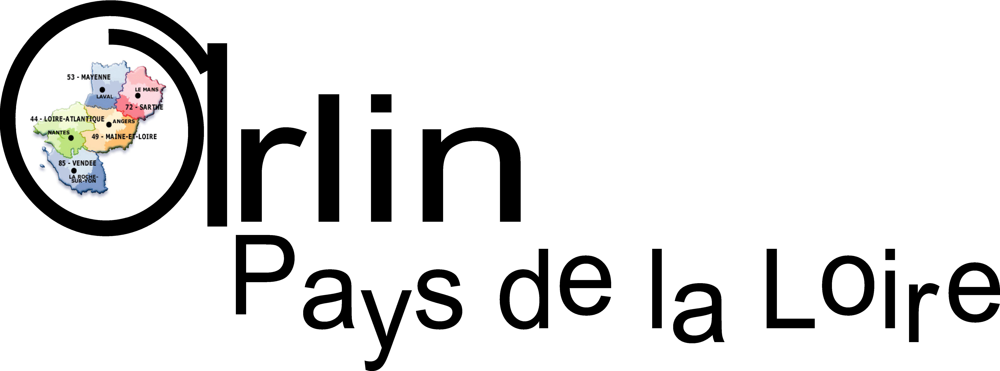 arlin
Pays de la Loire
53 - MAYENNE
LAVAL
LE MANS
72 - SARTHE
44 - LOIRE-ATLANTIQUE
ANGERS
NANTES
49 - MAINE-ET-LOIRE
85 - VENDEE
LA ROCHE-
SUR-YON